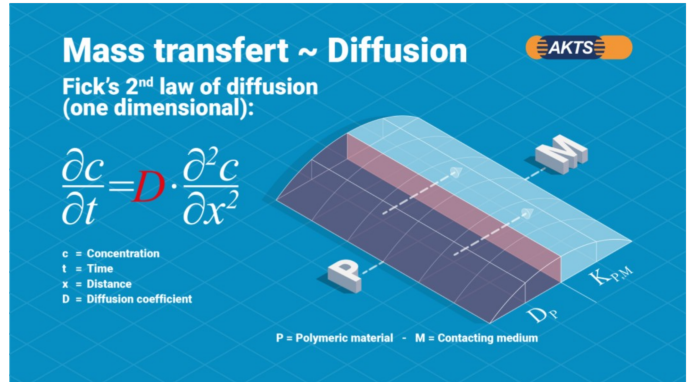 Mass transfert ~ Diffusion
AKTS
Fick's 2nd law of diffusion
(one dimensional):
∂c/∂t=D·∂²c/∂x²
c = Concentration
t = Time
x = Distance
D = Diffusion coefficient
M
P
K_P,M
D_P
P = Polymeric material - M = Contacting medium